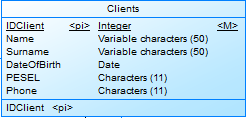 Clients
IDClient <pi> Integer <M>
Name Variable characters (50)
Surname Variable characters (50)
DateOfBirth Date
PESEL Characters (11)
Phone Characters (11)
IDClient <pi>